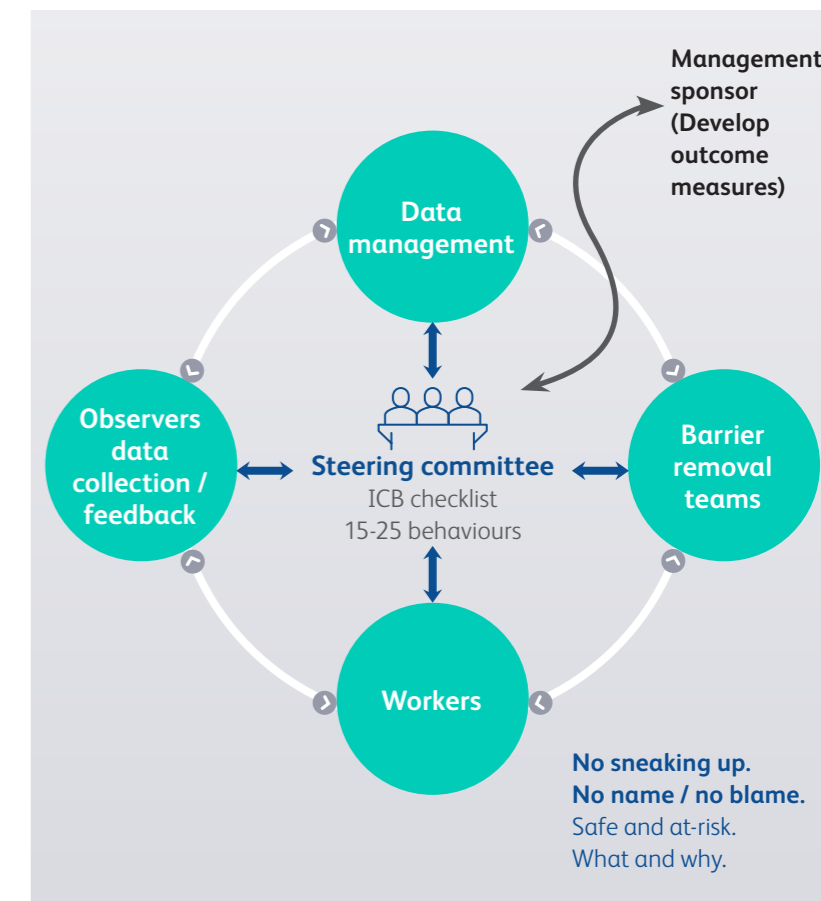 Management
sponsor
(Develop
outcome
measures)
Data
management
Observers
data
collection /
feedback
Steering committee
ICB checklist
15-25 behaviours
Barrier
removal
teams
Workers
No sneaking up.
No name / no blame.
Safe and at-risk.
What and why.